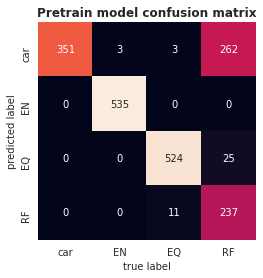 Pretrain model confusion matrix
predicted label
car 351 3 3 262
EN 0 535 0 0
EQ 0 0 524 25
RF 0 0 11 237
car EN EQ RF
true label